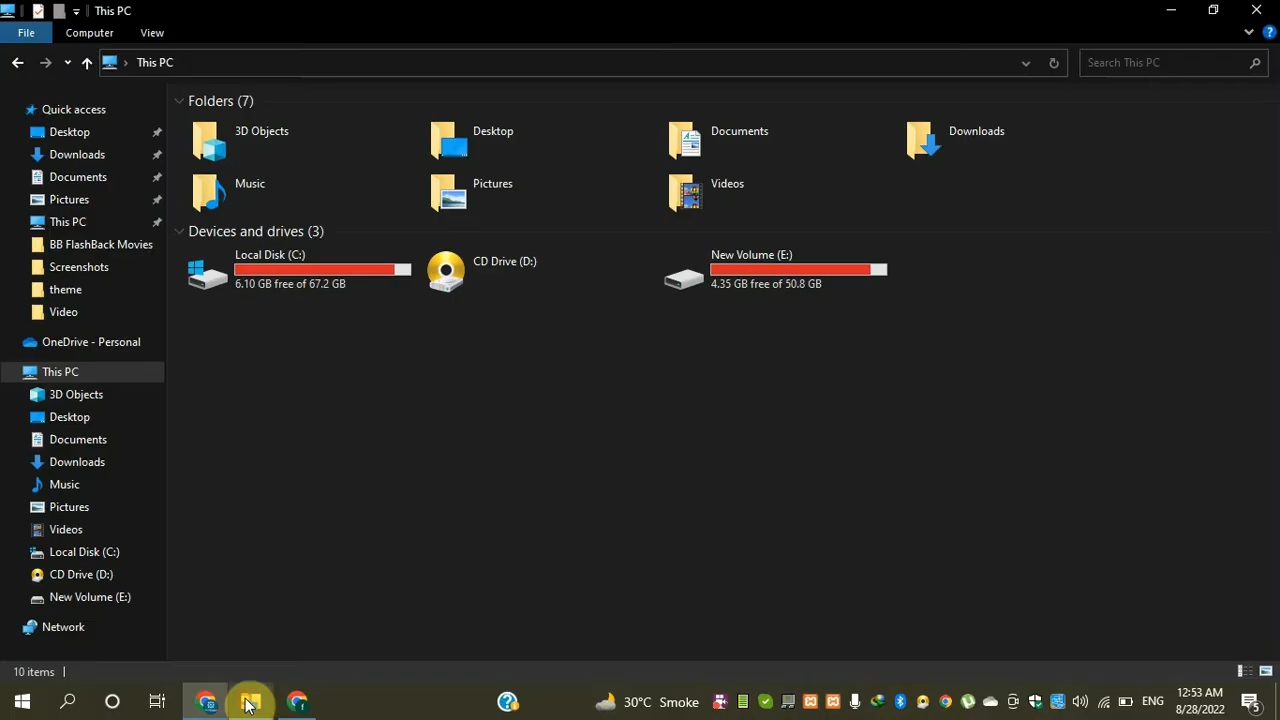 This PC
File Computer View
This PC
Search This PC
Quick access
Desktop
Downloads
Documents
Pictures
This PC
BB FlashBack Movies
Screenshots
theme
Video
OneDrive - Personal
This PC
3D Objects
Desktop
Documents
Downloads
Music
Pictures
Videos
Local Disk (C:)
CD Drive (D:)
New Volume (E:)
Network
Folders (7)
3D Objects
Desktop
Documents
Downloads
Music
Pictures
Videos
Devices and drives (3)
Local Disk (C:)
6.10 GB free of 67.2 GB
CD Drive (D:)
New Volume (E:)
4.35 GB free of 50.8 GB
10 items
30°C Smoke
ENG
12:53 AM
8/28/2022
5